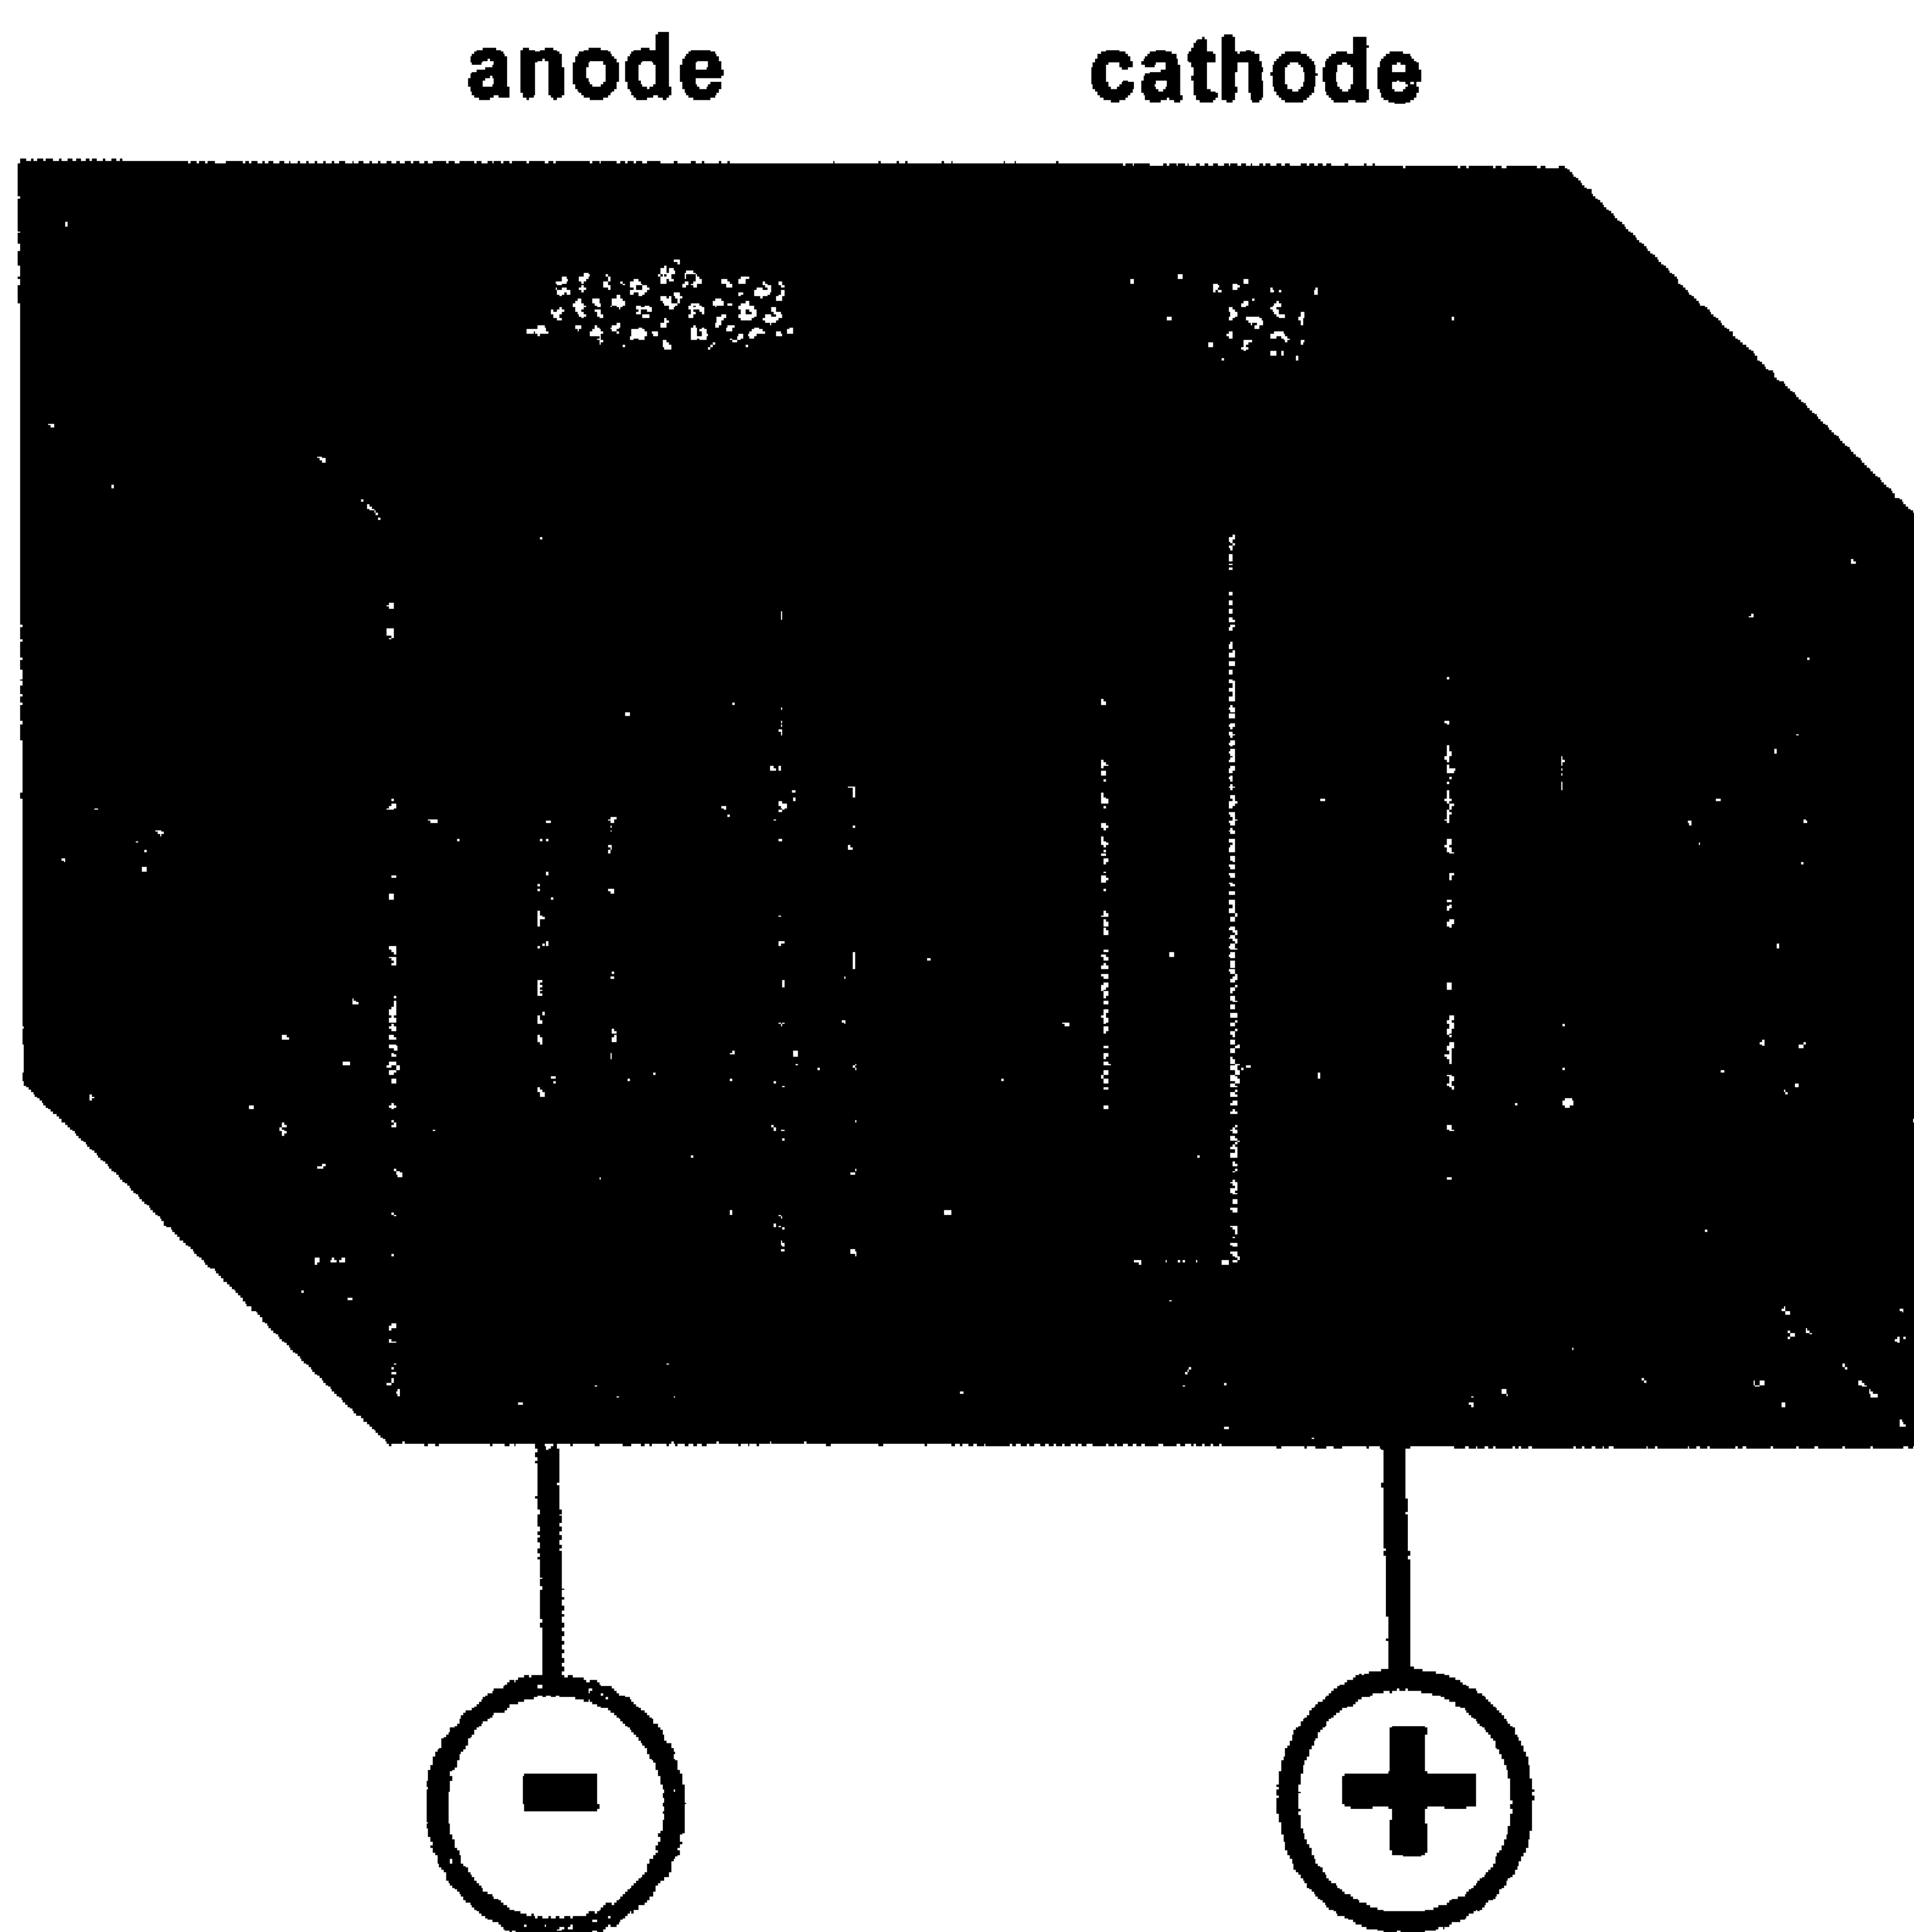 anode cathode
- +